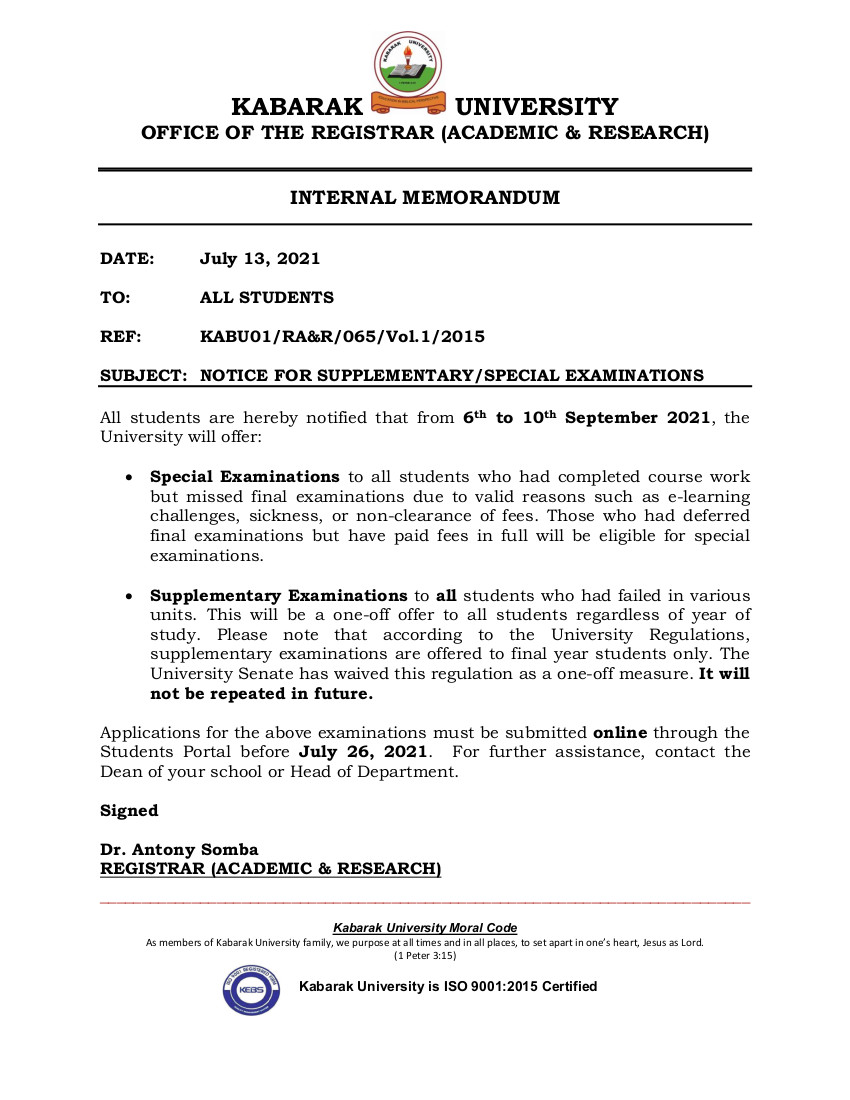 KABARAK UNIVERSITY
KABARAK UNIVERSITY
OFFICE OF THE REGISTRAR (ACADEMIC & RESEARCH)
INTERNAL MEMORANDUM
DATE: July 13, 2021
TO: ALL STUDENTS
REF: KABU01/RA&R/065/Vol.1/2015
SUBJECT: NOTICE FOR SUPPLEMENTARY/SPECIAL EXAMINATIONS
All students are hereby notified that from 6th to 10th September 2021, the
University will offer:
• Special Examinations to all students who had completed course work
but missed final examinations due to valid reasons such as e-learning
challenges, sickness, or non-clearance of fees. Those who had deferred
final examinations but have paid fees in full will be eligible for special
examinations.
• Supplementary Examinations to all students who had failed in various
units. This will be a one-off offer to all students regardless of year of
study. Please note that according to the University Regulations,
supplementary examinations are offered to final year students only. The
University Senate has waived this regulation as a one-off measure. It will
not be repeated in future.
Applications for the above examinations must be submitted online through the
Students Portal before July 26, 2021. For further assistance, contact the
Dean of your school or Head of Department.
Signed
Dr. Antony Somba
REGISTRAR (ACADEMIC & RESEARCH)
Kabarak University Moral Code
As members of Kabarak University family, we purpose at all times and in all places, to set apart in one's heart, Jesus as Lord.
(1 Peter 3:15)
KEBS
Kabarak University is ISO 9001:2015 Certified